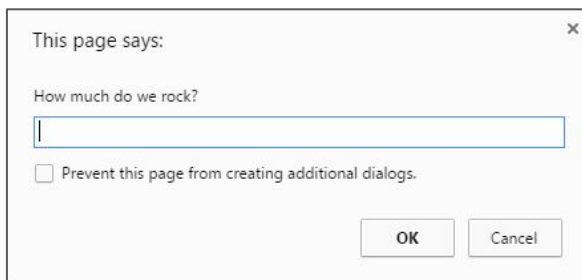 This page says:
How much do we rock?
Prevent this page from creating additional dialogs.
OK Cancel